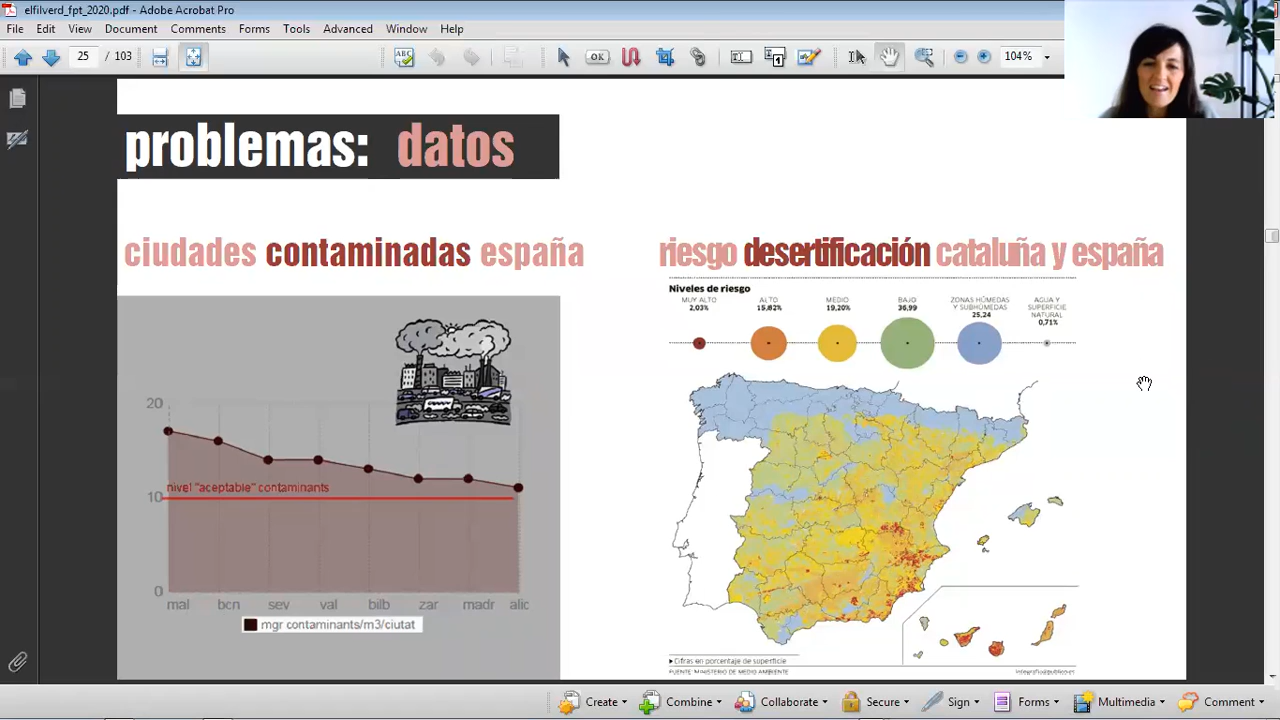 elfilverd_fpt_2020.pdf - Adobe Acrobat Pro
File Edit View Document Comments Forms Tools Advanced Window Help
25 / 103
ABC
OK
1
104%
problemas: datos
ciudades contaminadas españa
20
nivel "aceptable" contaminants
10
0
mal bcn sev val bilb zar madr alic
mgr contaminants/m3/ciutat
riesgo desertificación cataluña y españa
Niveles de riesgo
MUY ALTO
2,03%
ALTO
15,82%
MEDIO
19,20%
BAJO
36,99
ZONAS HÚMEDAS
Y SUBHÚMEDAS
25,24
AGUA Y
SUPERFICIE
NATURAL
0,71%
Cifras en porcentaje de superficie
FUENTE: MINISTERIO DE MEDIO AMBIENTE
Create Combine Collaborate Secure Sign Forms Multimedia Comment